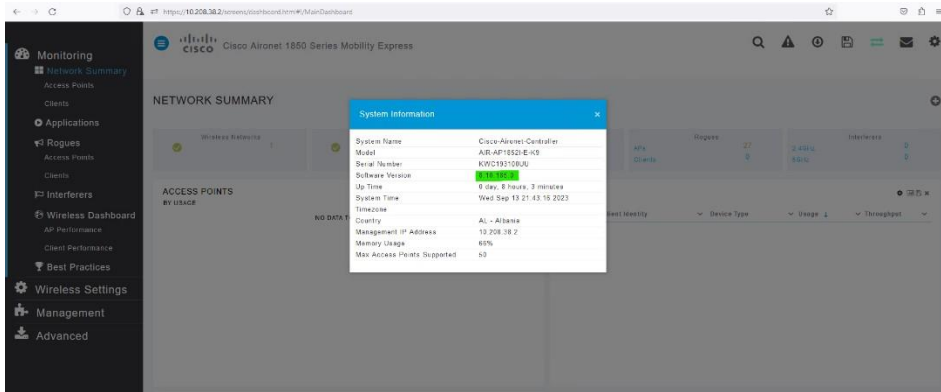 https://10.208.38.2/screens/dashboard.html#/MainDashboard
CISCO Cisco Aironet 1850 Series Mobility Express
Monitoring
Network Summary
Access Points
Clients
Applications
Rogues
Access Points
Clients
Interferers
Wireless Dashboard
AP Performance
Client Performance
Best Practices
Wireless Settings
Management
Advanced
NETWORK SUMMARY
Wireless Networks
1
Rogues
APs 27
Clients 0
Interferers
2.4GHz 0
5GHz 0
ACCESS POINTS
BY USAGE
NO DATA
Client Identity Device Type Usage Throughput
System Information
System Name Cisco-Aironet-Controller
Model AIR-AP1852I-E-K9
Serial Number
Software Version
Up Time 0 day, 8 hours, 3 minutes
System Time Wed Sep 13 21:43:16 2023
Timezone
Country AL - Albania
Management IP Address 10.208.38.2
Memory Usage 66%
Max Access Points Supported 50